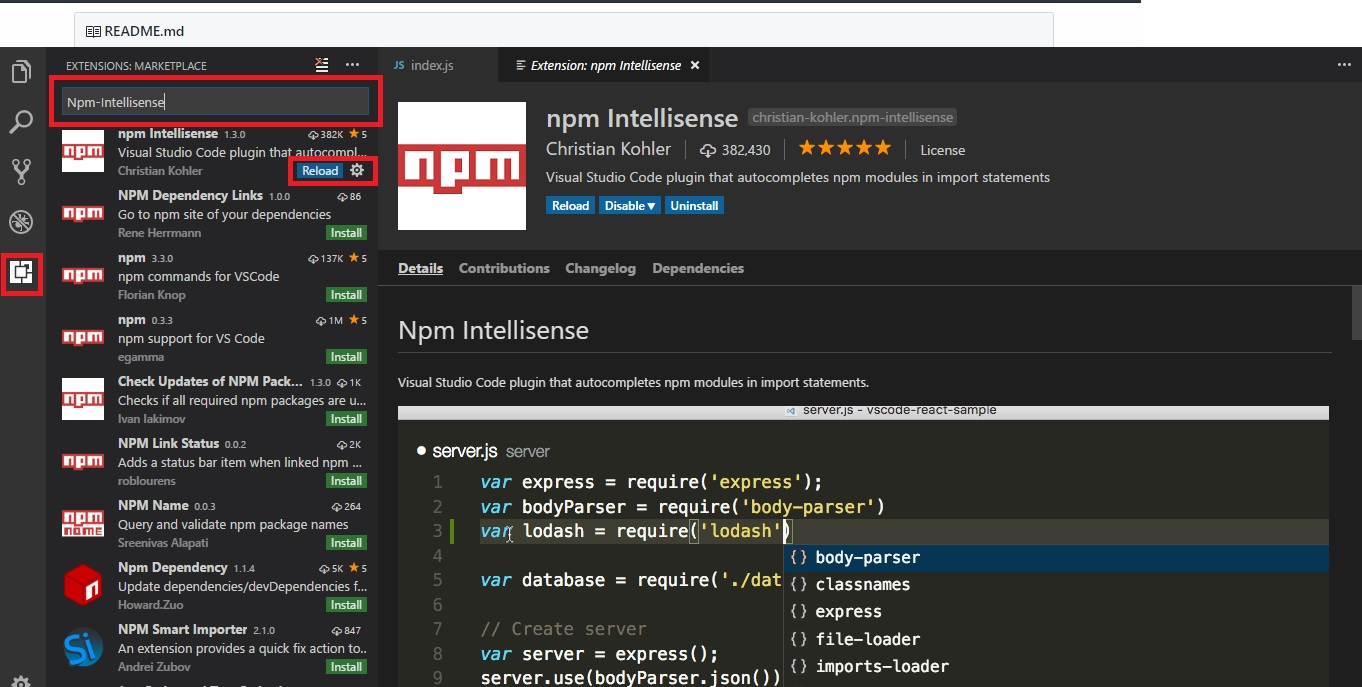 README.md
EXTENSIONS: MARKETPLACE
Npm-Intellisense
npm Intellisense 1.3.0 382K 5
Visual Studio Code plugin that autocompl...
Christian Kohler Reload
NPM Dependency Links 1.0.0 86
Go to npm site of your dependencies
Rene Herrmann Install
npm 3.3.0 137K 5
npm commands for VSCode
Florian Knop Install
npm 0.3.3 1M 5
npm support for VS Code
egamma Install
Check Updates of NPM Pack... 1.3.0 1K
Checks if all required npm packages are u...
Ivan Iakimov Install
NPM Link Status 0.0.2 2K
Adds a status bar item when linked npm ...
roblourens Install
NPM Name 0.0.3 264
Query and validate npm package names
Sreenivas Alapati Install
Npm Dependency 1.1.4 5K 5
Update dependencies/devDependencies f...
Howard.Zuo Install
NPM Smart Importer 2.1.0 847
An extension provides a quick fix action to..
Andrei Zubov Install
npm
npm
npm
npm
npm
npm
npm
NAME
Si
JS index.js
Extension: npm Intellisense ×
npm
npm Intellisense christian-kohler.npm-intellisense
Christian Kohler 382,430 License
Visual Studio Code plugin that autocompletes npm modules in import statements
Reload Disable▼ Uninstall
Details Contributions Changelog Dependencies
Npm Intellisense
Visual Studio Code plugin that autocompletes npm modules in import statements.
server.js - vscode-react-sample
● server.js server
1 var express = require('express');
2 var bodyParser = require('body-parser')
3 var lodash = require('lodash')
4
5 var database = require('./dat
6
7 // Create server
8 var server = express();
9 server.use(bodyParser.json())
{} body-parser
{} classnames
{} express
{} file-loader
{} imports-loader